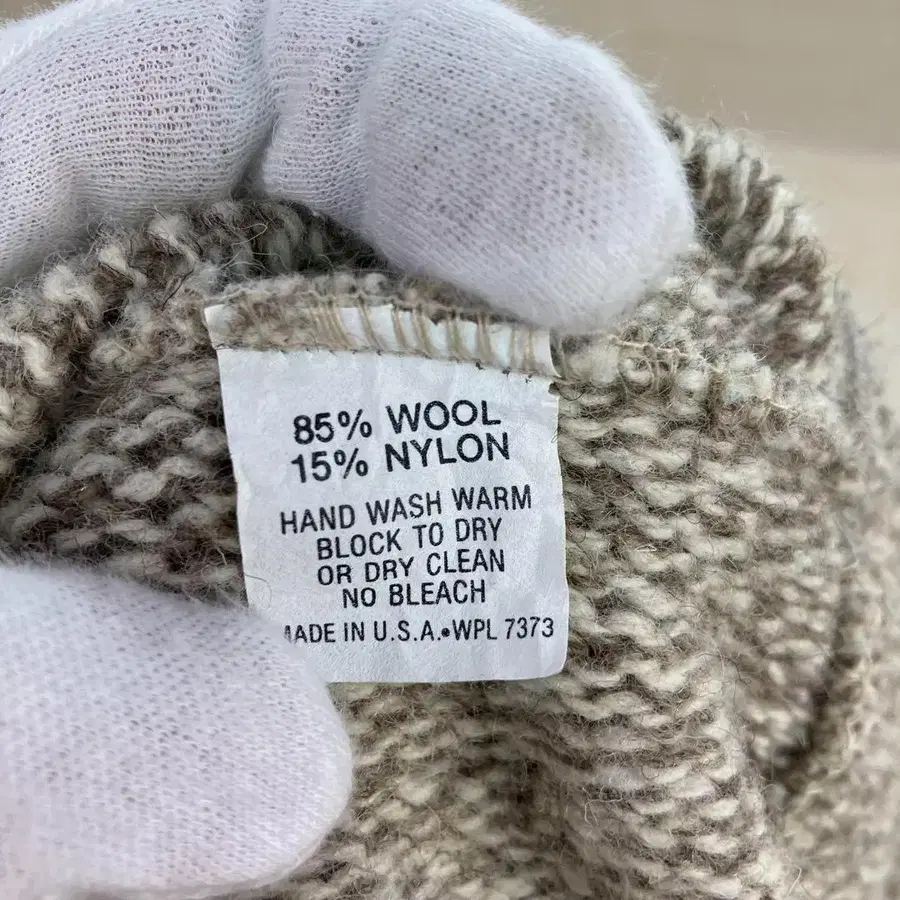 85% WOOL
15% NYLON
HAND WASH WARM
BLOCK TO DRY
OR DRY CLEAN
NO BLEACH
MADE IN U.S.A.•WPL 7373